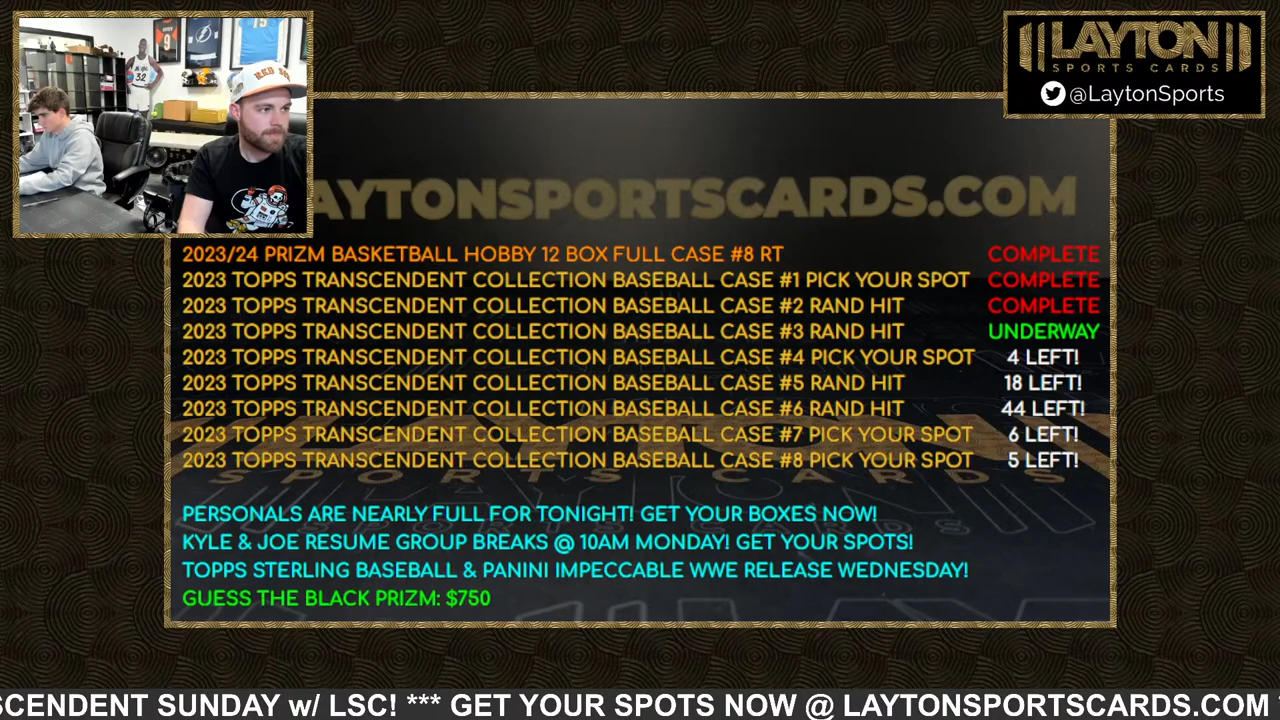 LAYTON
SPORTS CARDS
@LaytonSports
AYTONSPORTSCARDS.COM
2023/24 PRIZM BASKETBALL HOBBY 12 BOX FULL CASE #8 RT COMPLETE
2023 TOPPS TRANSCENDENT COLLECTION BASEBALL CASE #1 PICK YOUR SPOT COMPLETE
2023 TOPPS TRANSCENDENT COLLECTION BASEBALL CASE #2 RAND HIT COMPLETE
2023 TOPPS TRANSCENDENT COLLECTION BASEBALL CASE #3 RAND HIT UNDERWAY
2023 TOPPS TRANSCENDENT COLLECTION BASEBALL CASE #4 PICK YOUR SPOT 4 LEFT!
2023 TOPPS TRANSCENDENT COLLECTION BASEBALL CASE #5 RAND HIT 18 LEFT!
2023 TOPPS TRANSCENDENT COLLECTION BASEBALL CASE #6 RAND HIT 44 LEFT!
2023 TOPPS TRANSCENDENT COLLECTION BASEBALL CASE #7 PICK YOUR SPOT 6 LEFT!
2023 TOPPS TRANSCENDENT COLLECTION BASEBALL CASE #8 PICK YOUR SPOT 5 LEFT!
SPORTS CARDS
PERSONALS ARE NEARLY FULL FOR TONIGHT! GET YOUR BOXES NOW!
KYLE & JOE RESUME GROUP BREAKS @ 10AM MONDAY! GET YOUR SPOTS!
TOPPS STERLING BASEBALL & PANINI IMPECCABLE WWE RELEASE WEDNESDAY!
GUESS THE BLACK PRIZM: $750
SCENDENT SUNDAY w/ LSC! *** GET YOUR SPOTS NOW @ LAYTONSPORTSCARDS.COM